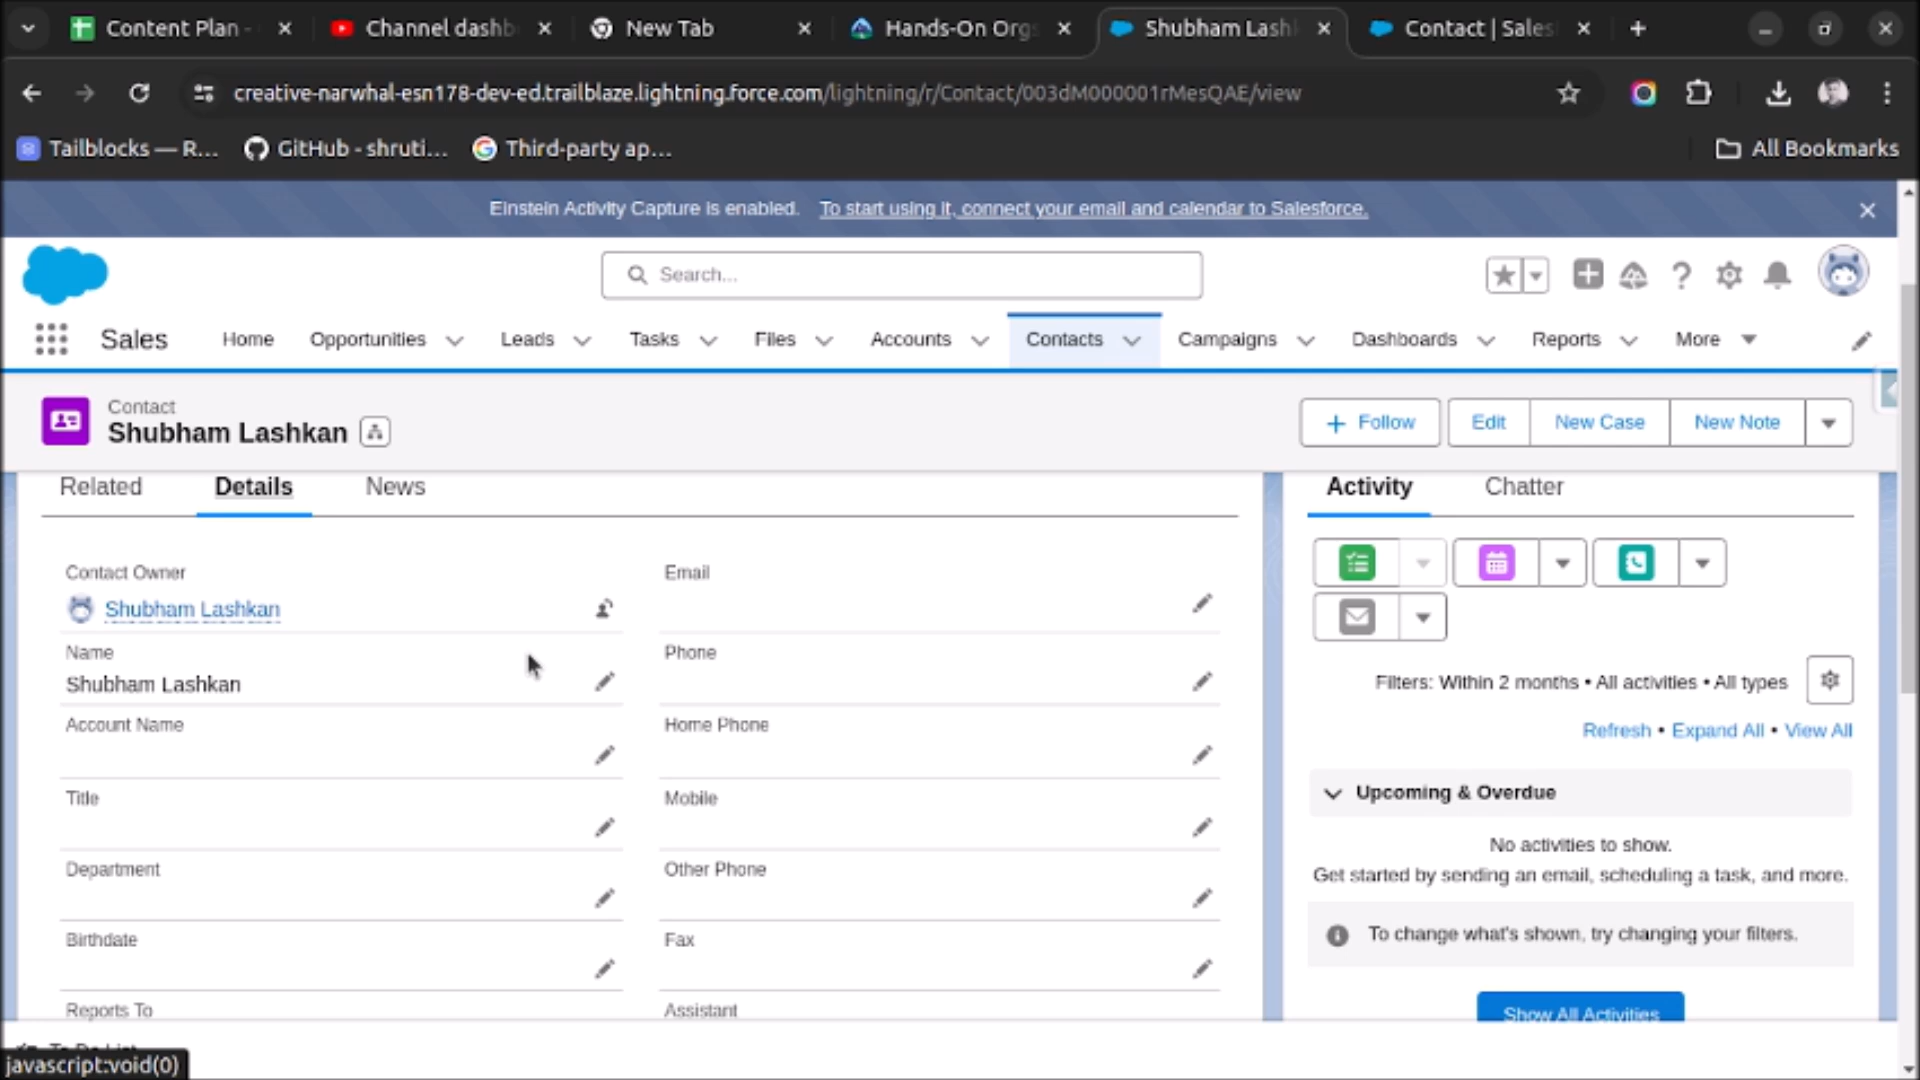 Content Plan -
Channel dashb
New Tab
Hands-On Orgs
Shubham Lashk
Contact | Sales
creative-narwhal-esn178-dev-ed.trailblaze.lightning.force.com/lightning/r/Contact/003dM000001rMesQAE/view
Tailblocks — R...
GitHub - shruti...
Third-party ap...
All Bookmarks
Einstein Activity Capture is enabled. To start using it, connect your email and calendar to Salesforce.
Search...
Sales
Home
Opportunities
Leads
Tasks
Files
Accounts
Contacts
Campaigns
Dashboards
Reports
More
Contact
Shubham Lashkan
Follow
Edit
New Case
New Note
Related
Details
News
Activity
Chatter
Contact Owner
Shubham Lashkan
Email
Name
Shubham Lashkan
Phone
Account Name
Home Phone
Title
Mobile
Department
Other Phone
Birthdate
Fax
Reports To
Assistant
Filters: Within 2 months • All activities • All types
Refresh • Expand All • View All
Upcoming & Overdue
No activities to show.
Get started by sending an email, scheduling a task, and more.
To change what's shown, try changing your filters.
Show All Activities
To Do List
javascript:void(0)